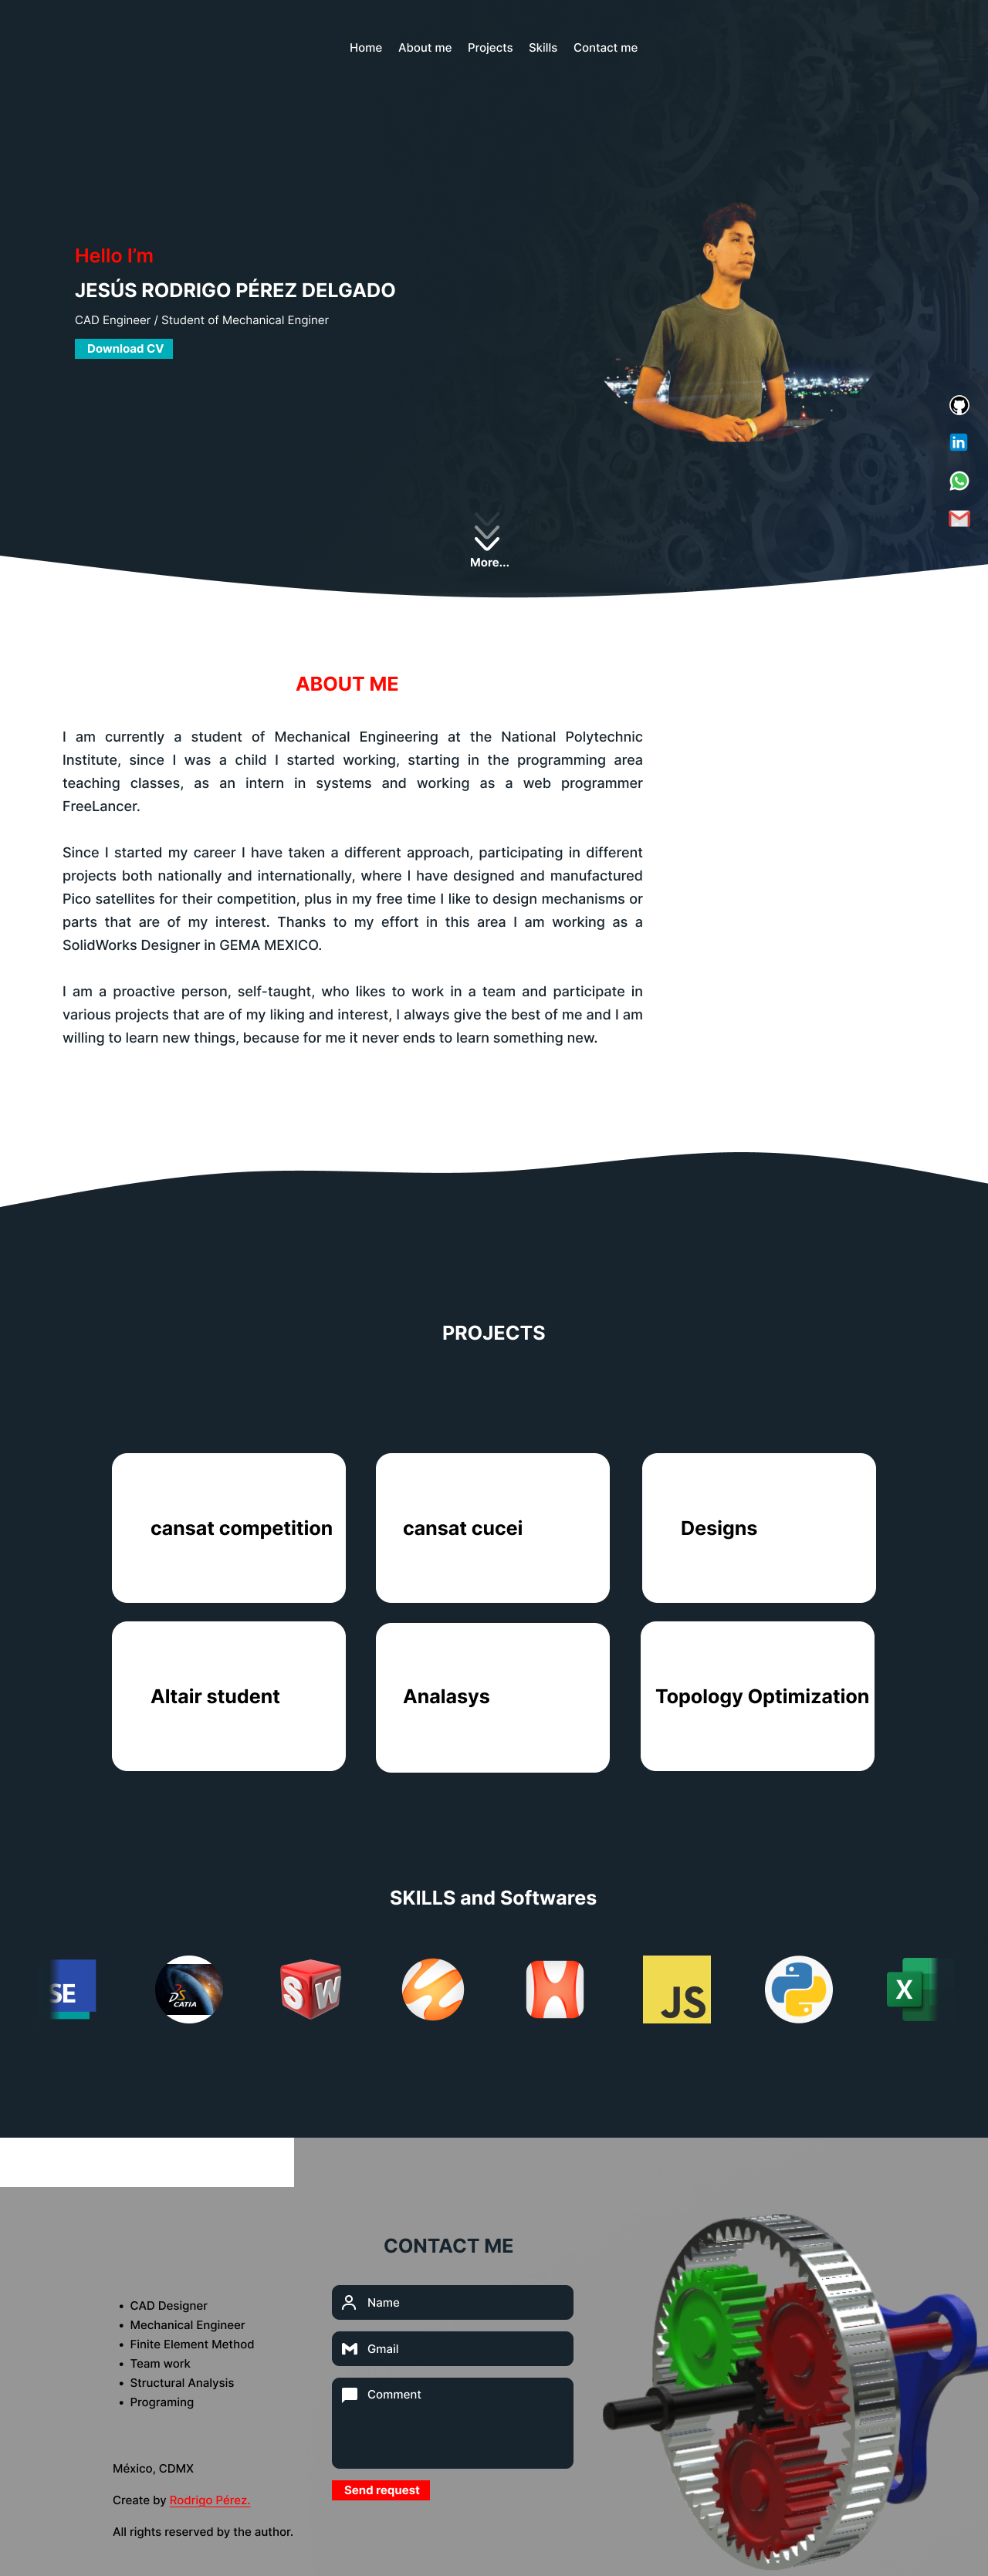 Home About me Projects Skills Contact me
Hello I’m
JESÚS RODRIGO PÉREZ DELGADO
CAD Engineer / Student of Mechanical Enginer
Download CV
in
More...
ABOUT ME
I am currently a student of Mechanical Engineering at the National Polytechnic
Institute, since I was a child I started working, starting in the programming area
teaching classes, as an intern in systems and working as a web programmer
FreeLancer.
Since I started my career I have taken a different approach, participating in different
projects both nationally and internationally, where I have designed and manufactured
Pico satellites for their competition, plus in my free time I like to design mechanisms or
parts that are of my interest. Thanks to my effort in this area I am working as a
SolidWorks Designer in GEMA MEXICO.
I am a proactive person, self-taught, who likes to work in a team and participate in
various projects that are of my liking and interest, I always give the best of me and I am
willing to learn new things, because for me it never ends to learn something new.
PROJECTS
cansat competition cansat cucei Designs
Altair student Analasys Topology Optimization
SKILLS and Softwares
SE CATIA SW JS X
CONTACT ME
Name
Gmail
Comment
Send request
CAD Designer
Mechanical Engineer
Finite Element Method
Team work
Structural Analysis
Programing
México, CDMX
Create by Rodrigo Pérez.
All rights reserved by the author.